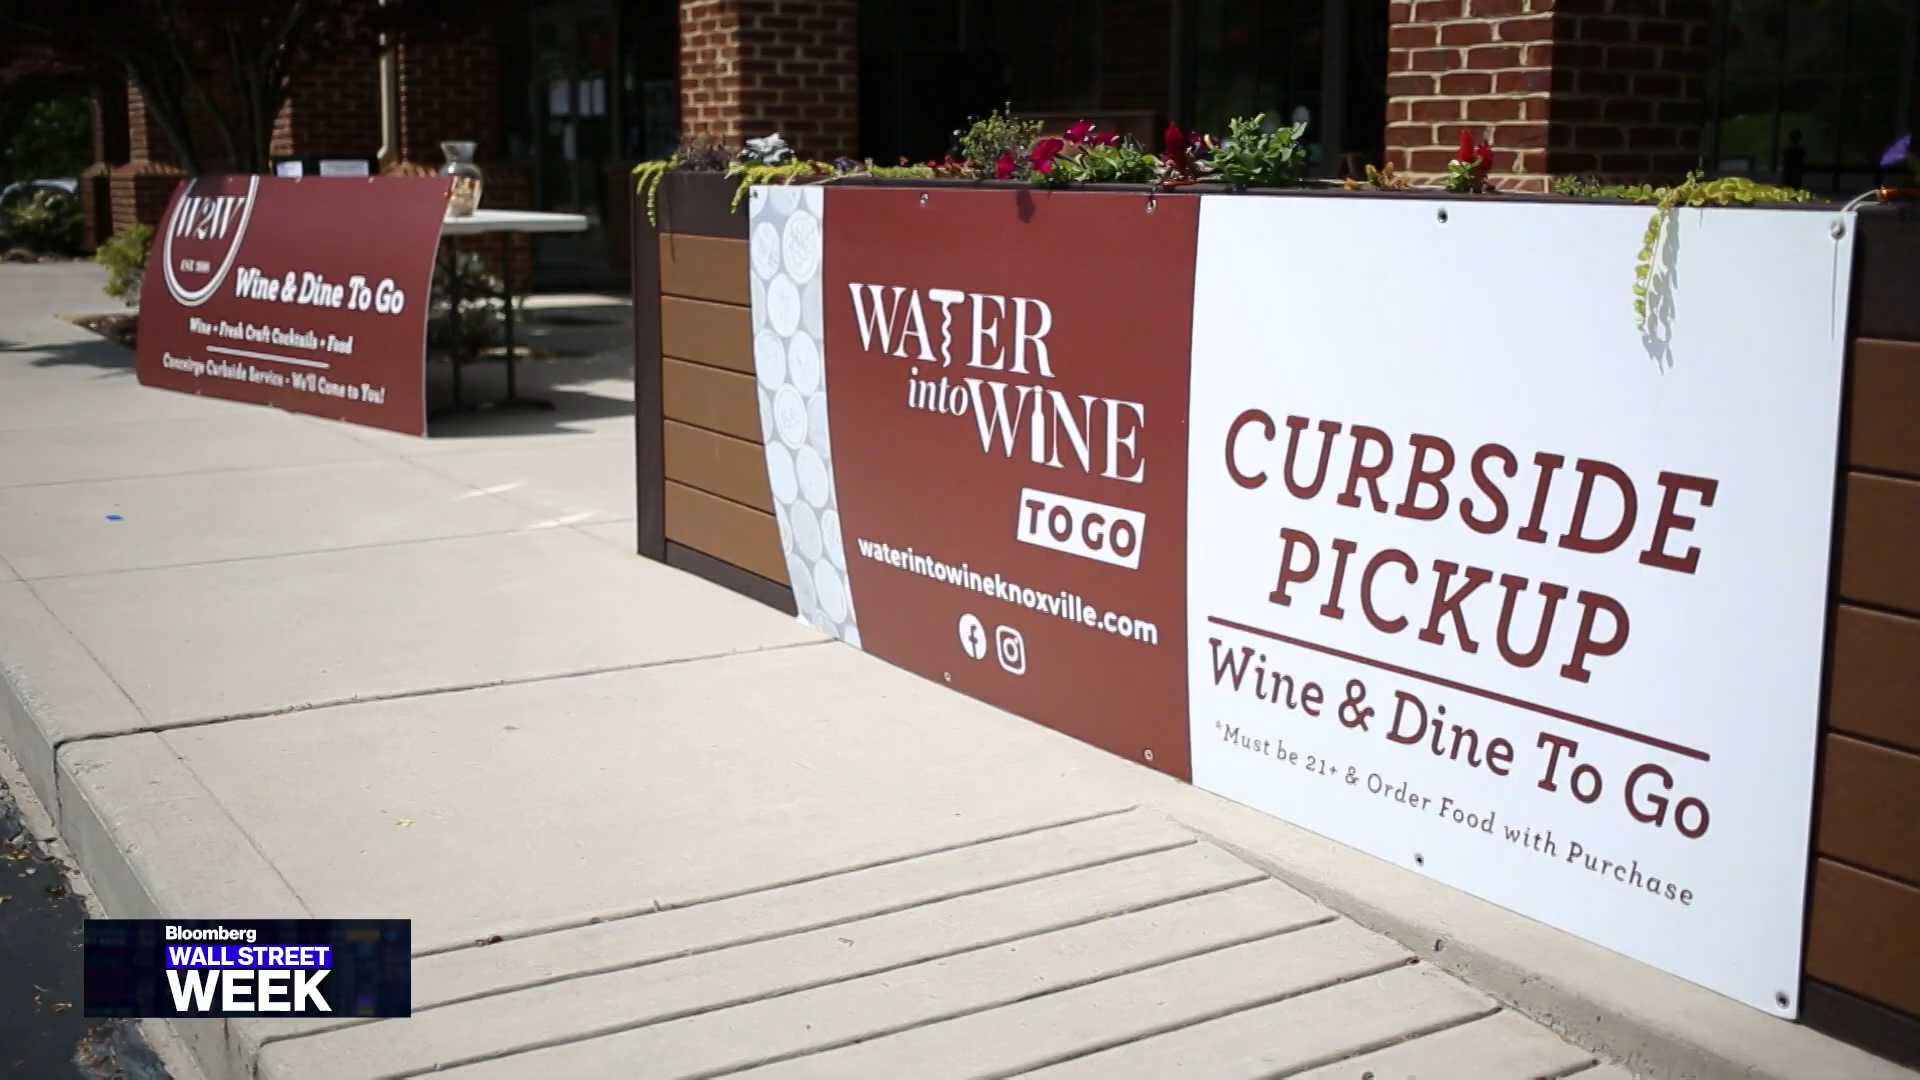 W2W
Wine & Dine To Go
Wine • Fresh Craft Cocktails • Food
Concierge Curbside Service - We'll Come to You!
WATER
into WINE
TO GO
waterintowineknoxville.com
CURBSIDE
PICKUP
Wine & Dine To Go
*Must be 21+ & Order Food with Purchase
Bloomberg
WALL STREET
WEEK